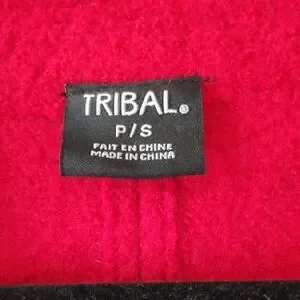 TRIBAL®
P/S
FAIT EN CHINE
MADE IN CHINA